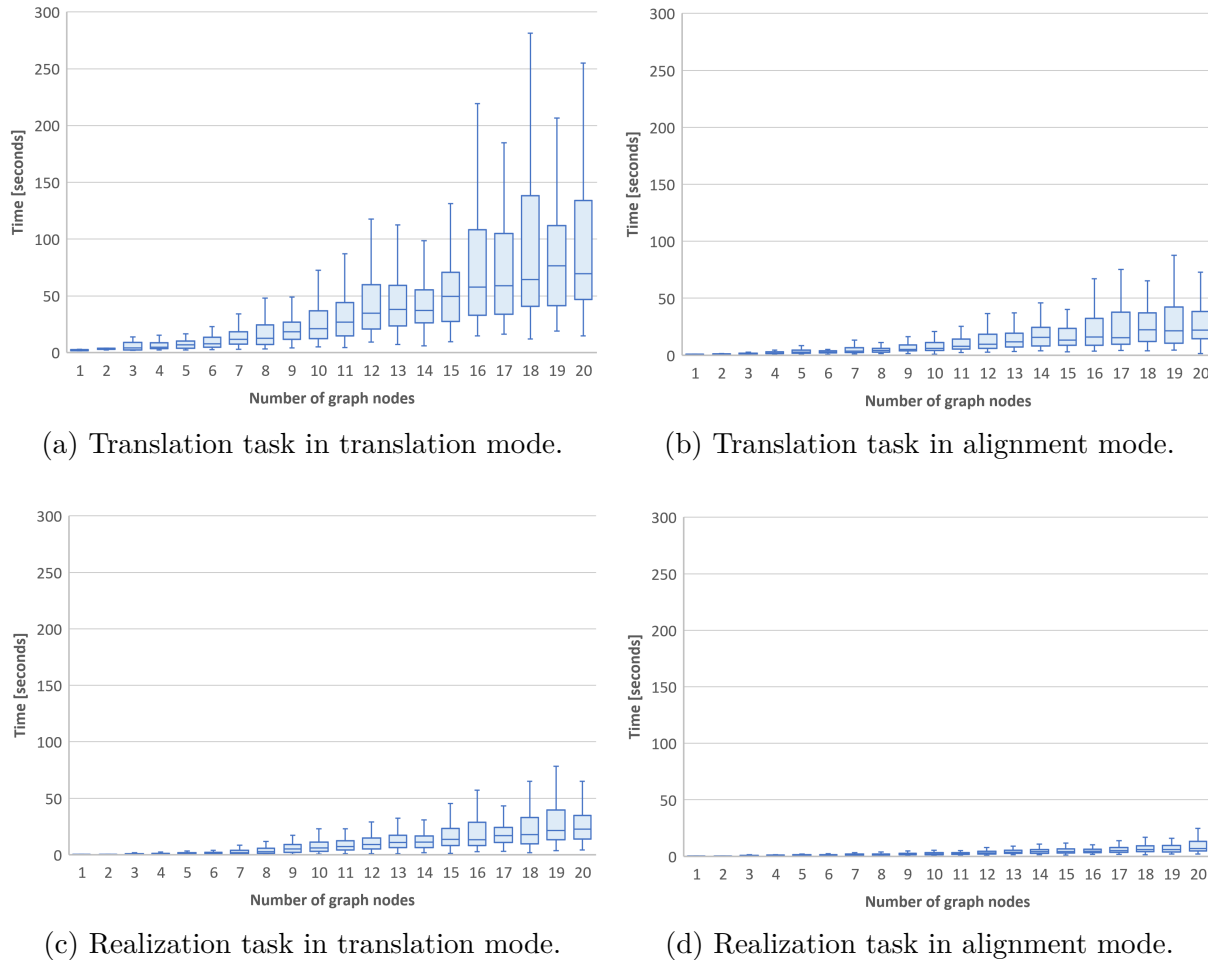 300
250
200
150
100
50
0
Time [seconds]
1 2 3 4 5 6 7 8 9 10 11 12 13 14 15 16 17 18 19 20
Number of graph nodes
(a) Translation task in translation mode.
300
250
200
150
100
50
0
Time [seconds]
1 2 3 4 5 6 7 8 9 10 11 12 13 14 15 16 17 18 19 20
Number of graph nodes
(b) Translation task in alignment mode.
300
250
200
150
100
50
0
Time [seconds]
1 2 3 4 5 6 7 8 9 10 11 12 13 14 15 16 17 18 19 20
Number of graph nodes
(c) Realization task in translation mode.
300
250
200
150
100
50
0
Time [seconds]
1 2 3 4 5 6 7 8 9 10 11 12 13 14 15 16 17 18 19 20
Number of graph nodes
(d) Realization task in alignment mode.